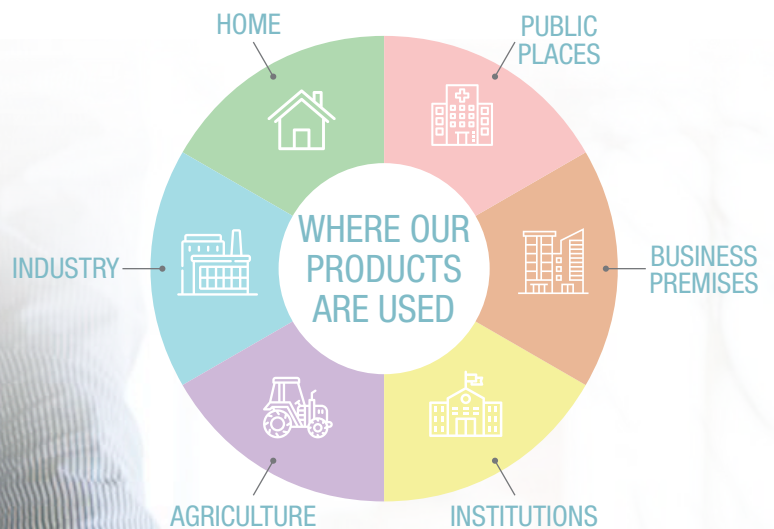 HOME
PUBLIC
PLACES
WHERE OUR
PRODUCTS
ARE USED
INDUSTRY
BUSINESS
PREMISES
AGRICULTURE
INSTITUTIONS